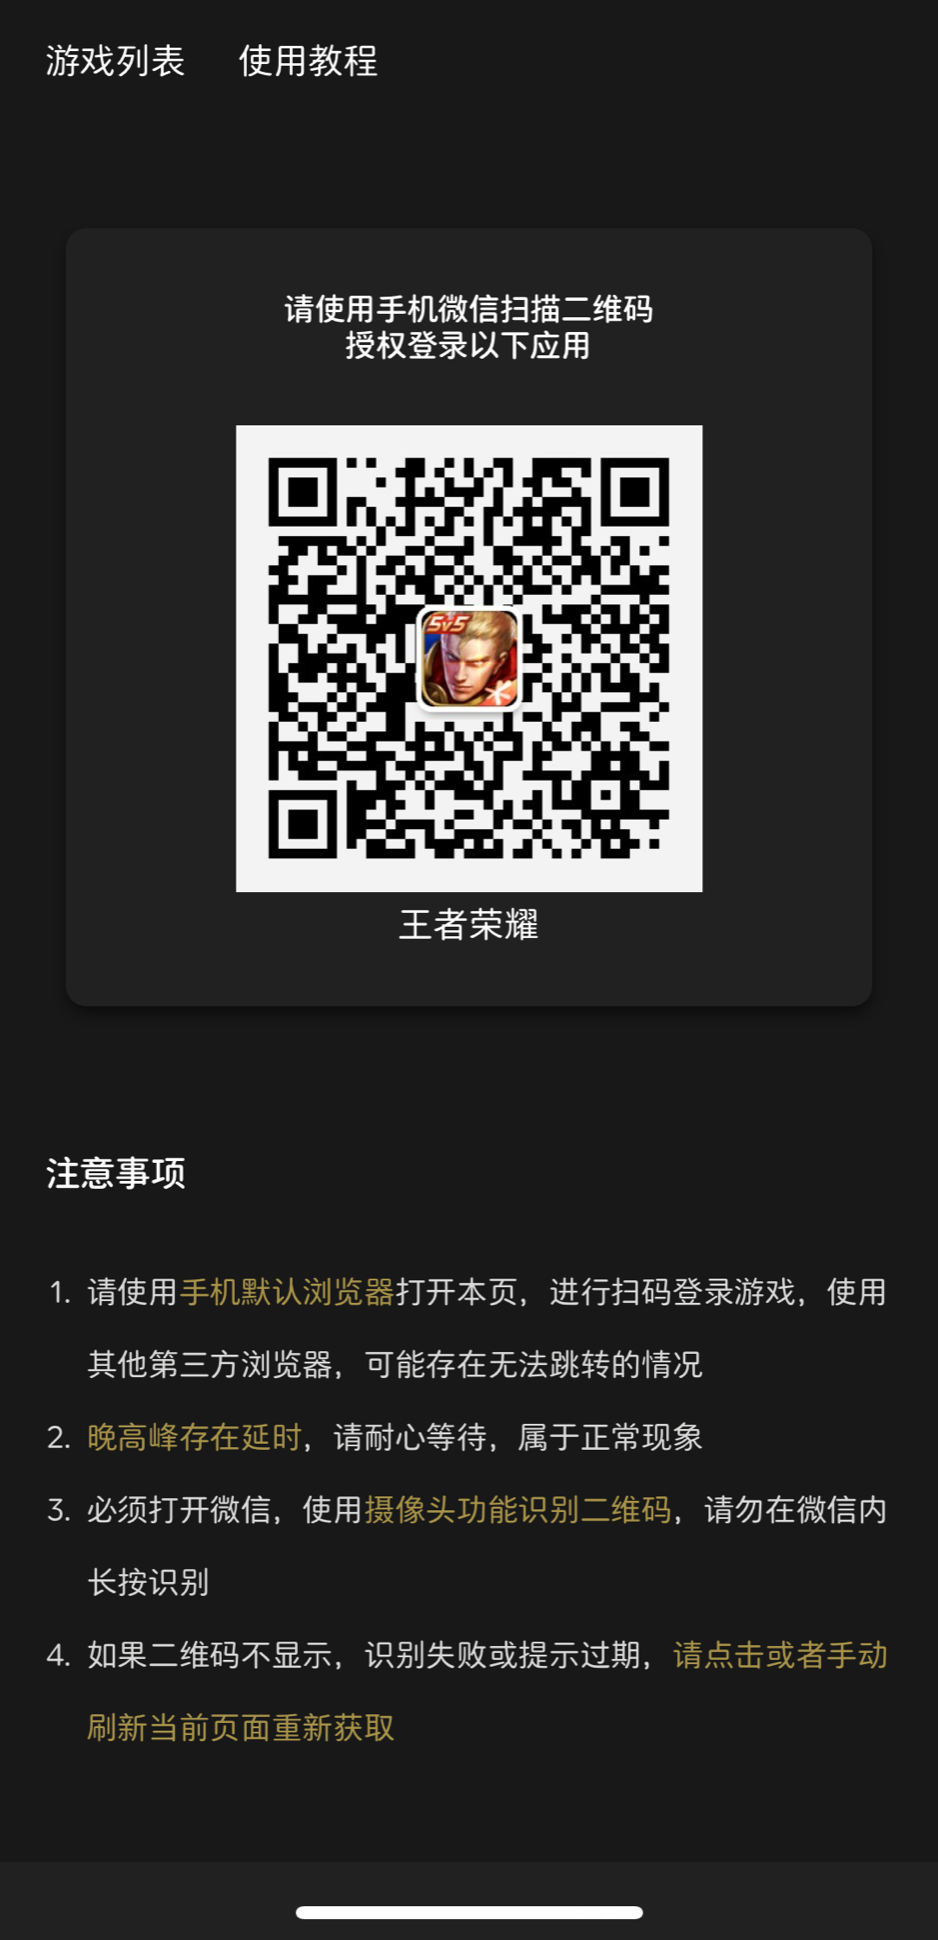 游戏列表 使用教程
请使用手机微信扫描二维码
授权登录以下应用
5v5
王者荣耀
注意事项
1. 请使用手机默认浏览器打开本页，进行扫码登录游戏，使用
其他第三方浏览器，可能存在无法跳转的情况
2. 晚高峰存在延时，请耐心等待，属于正常现象
3. 必须打开微信，使用摄像头功能识别二维码，请勿在微信内
长按识别
4. 如果二维码不显示，识别失败或提示过期，请点击或者手动
刷新当前页面重新获取